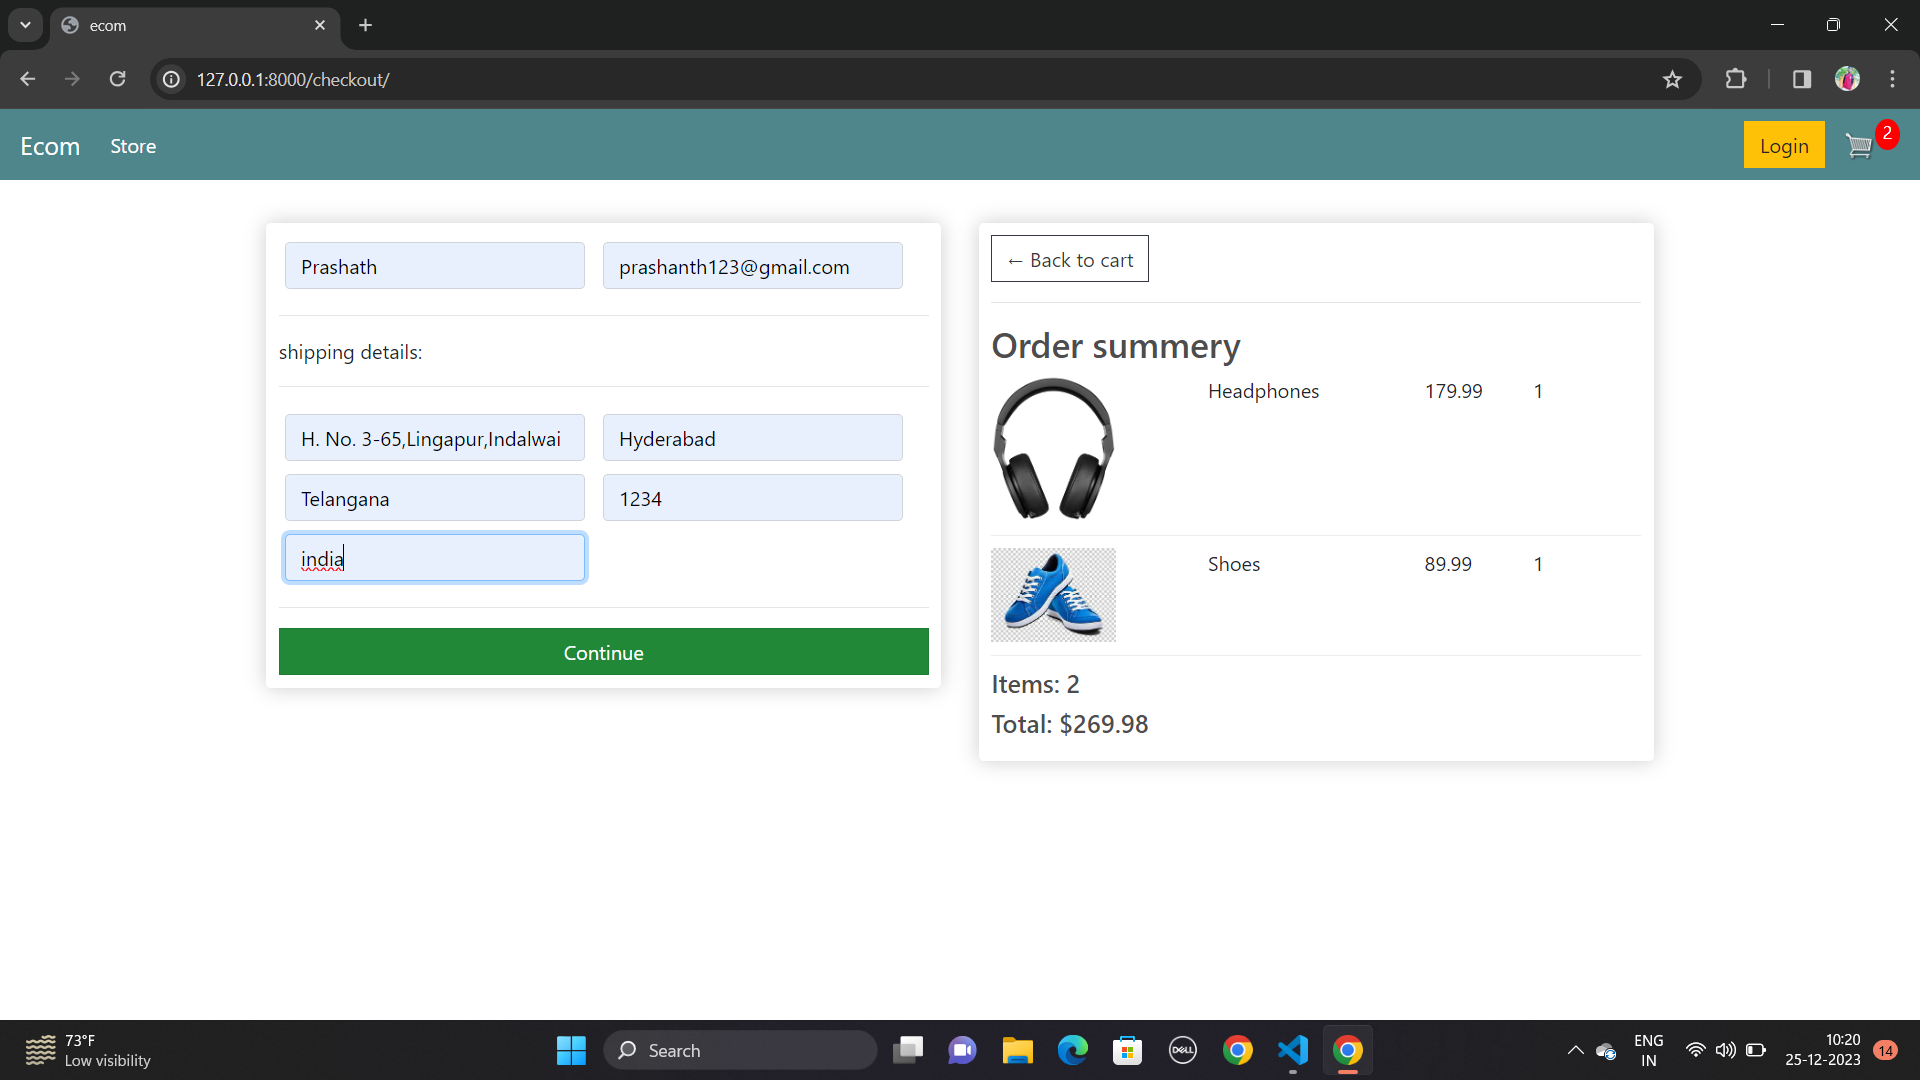 ecom
127.0.0.1:8000/checkout/
Ecom Store Login 2
Prashath prashanth123@gmail.com
shipping details:
H. No. 3-65,Lingapur,Indalwai Hyderabad
Telangana 1234
india
Continue
← Back to cart
Order summery
Headphones 179.99 1
Shoes 89.99 1
Items: 2
Total: $269.98
73°F
Low visibility
Search
DELL
ENG
IN
10:20
25-12-2023
14